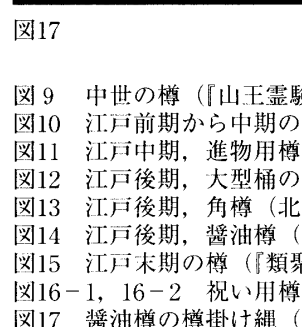 図17
図9 中世の樽(『山王霊験
図10 江戸前期から中期の
図11 江戸中期,進物用樽
図12 江戸後期,大型桶の
図13 江戸後期,角樽(北
図14 江戸後期,醤油樽(
図15 江戸末期の樽(『類聚
図16-1,16-2 祝い用樽
図17 醤油樽の樽掛け縄(